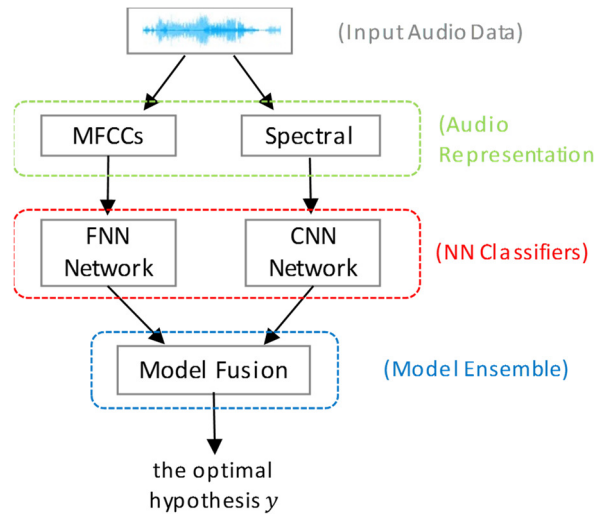 (Input Audio Data)
MFCCs
Spectral
(Audio
Representation
FNN
Network
CNN
Network
(NN Classifiers)
Model Fusion
(Model Ensemble)
the optimal
hypothesis y